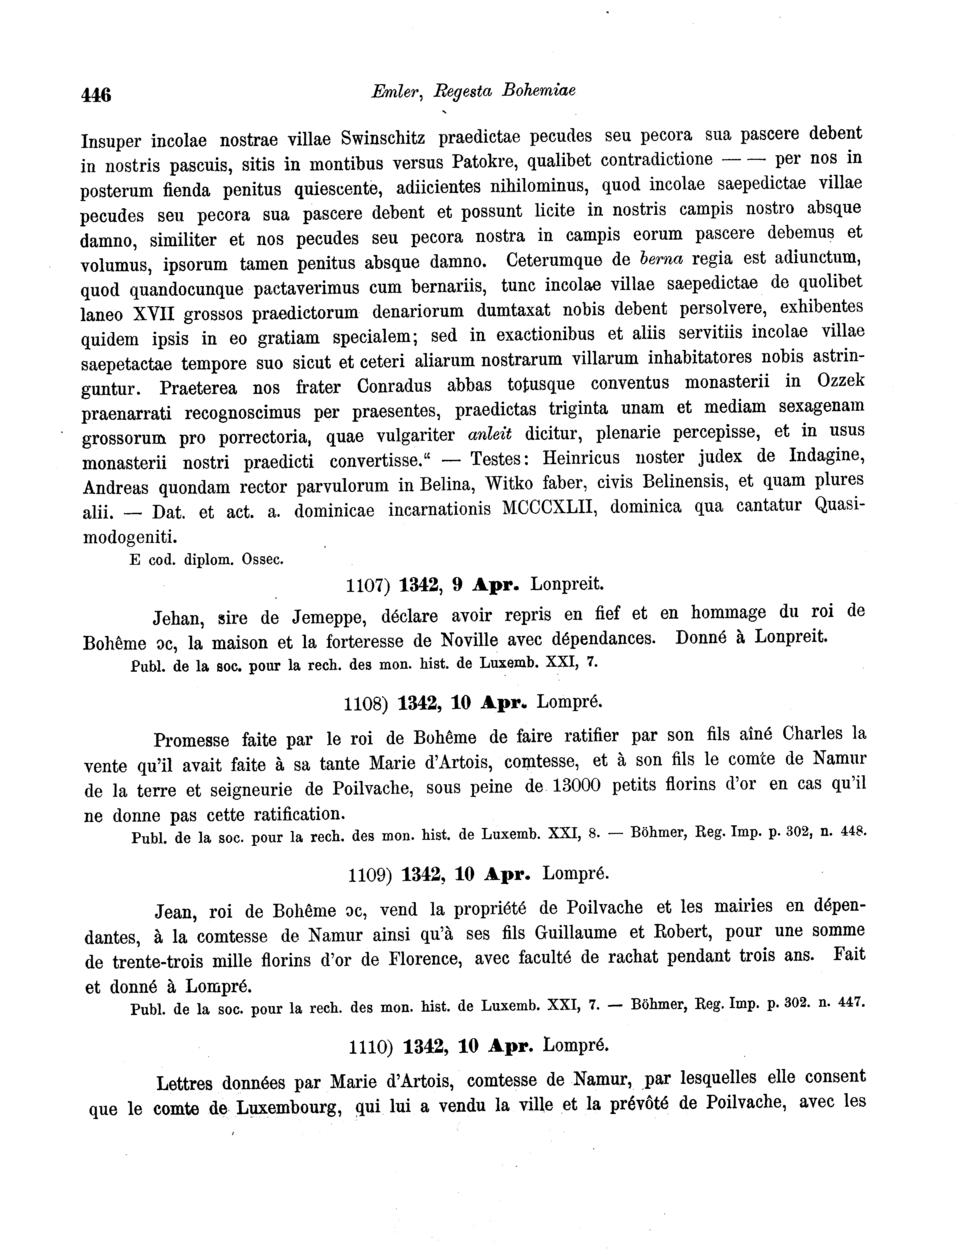 446 Emler, Regesta Bohemiae
Insuper incolae nostrae villae Swinschitz praedictae pecudes seu pecora sua pascere debent
in nostris pascuis, sitis in montibus versus Patokre, qualibet contradictione — — per nos in
posterum fienda penitus quiescente, adiicientes nihilominus, quod incolae saepedictae villae
pecudes seu pecora sua pascere debent et possunt licite in nostris campis nostro absque
damno, similiter et nos pecudes seu pecora nostra in campis eorum pascere debemus et
volumus, ipsorum tamen penitus absque damno. Ceterumque de berna regia est adiunctum,
quod quandocunque pactaverimus cum bernariis, tunc incolae villae saepedictae de quolibet
laneo XVII grossos praedictorum denariorum dumtaxat nobis debent persolvere, exhibentes
quidem ipsis in eo gratiam specialem; sed in exactionibus et aliis servitiis incolae villae
saepetactae tempore suo sicut et ceteri aliarum nostrarum villarum inhabitatores nobis astrin-
guntur. Praeterea nos frater Conradus abbas totusque conventus monasterii in Ozzek
praenarrati recognoscimus per praesentes, praedictas triginta unam et mediam sexagenam
grossorum pro porrectoria, quae vulgariter anleit dicitur, plenarie percepisse, et in usus
monasterii nostri praedicti convertisse.“ — Testes: Heinricus noster judex de Indagine,
Andreas quondam rector parvulorum in Belina, Witko faber, civis Belinensis, et quam plures
alii. — Dat. et act. a. dominicae incarnationis MCCCXLII, dominica qua cantatur Quasi-
modogeniti.
E cod. diplom. Ossec.
1107) 1342, 9 Apr. Lonpreit.
Jehan, sire de Jemeppe, déclare avoir repris en fief et en hommage du roi de
Bohême ɔc, la maison et la forteresse de Noville avec dépendances. Donné à Lonpreit.
Publ. de la soc. pour la rech. des mon. hist. de Luxemb. XXI, 7.
1108) 1342, 10 Apr. Lompré.
Promesse faite par le roi de Bohême de faire ratifier par son fils aîné Charles la
vente qu'il avait faite à sa tante Marie d'Artois, comtesse, et à son fils le comte de Namur
de la terre et seigneurie de Poilvache, sous peine de 13000 petits florins d'or en cas qu'il
ne donne pas cette ratification.
Publ. de la soc. pour la rech. des mon. hist. de Luxemb. XXI, 8. — Böhmer, Reg. Imp. p. 302, n. 448.
1109) 1342, 10 Apr. Lompré.
Jean, roi de Bohême ɔc, vend la propriété de Poilvache et les mairies en dépen-
dantes, à la comtesse de Namur ainsi qu'à ses fils Guillaume et Robert, pour une somme
de trente-trois mille florins d'or de Florence, avec faculté de rachat pendant trois ans. Fait
et donné à Lompré.
Publ. de la soc. pour la rech. des mon. hist. de Luxemb. XXI, 7. — Böhmer, Reg. Imp. p. 302. n. 447.
1110) 1342, 10 Apr. Lompré.
Lettres données par Marie d'Artois, comtesse de Namur, par lesquelles elle consent
que le comte de Luxembourg, qui lui a vendu la ville et la prévôté de Poilvache, avec les